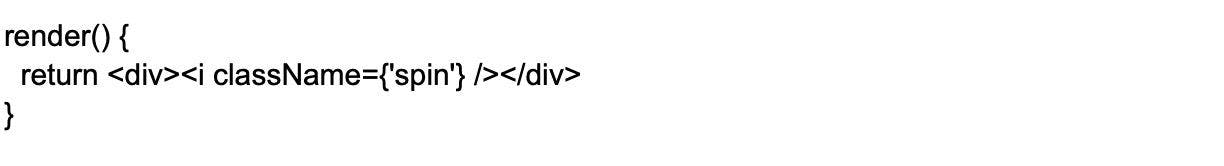 render() {
  return <div><i className={'spin'} /></div>
}